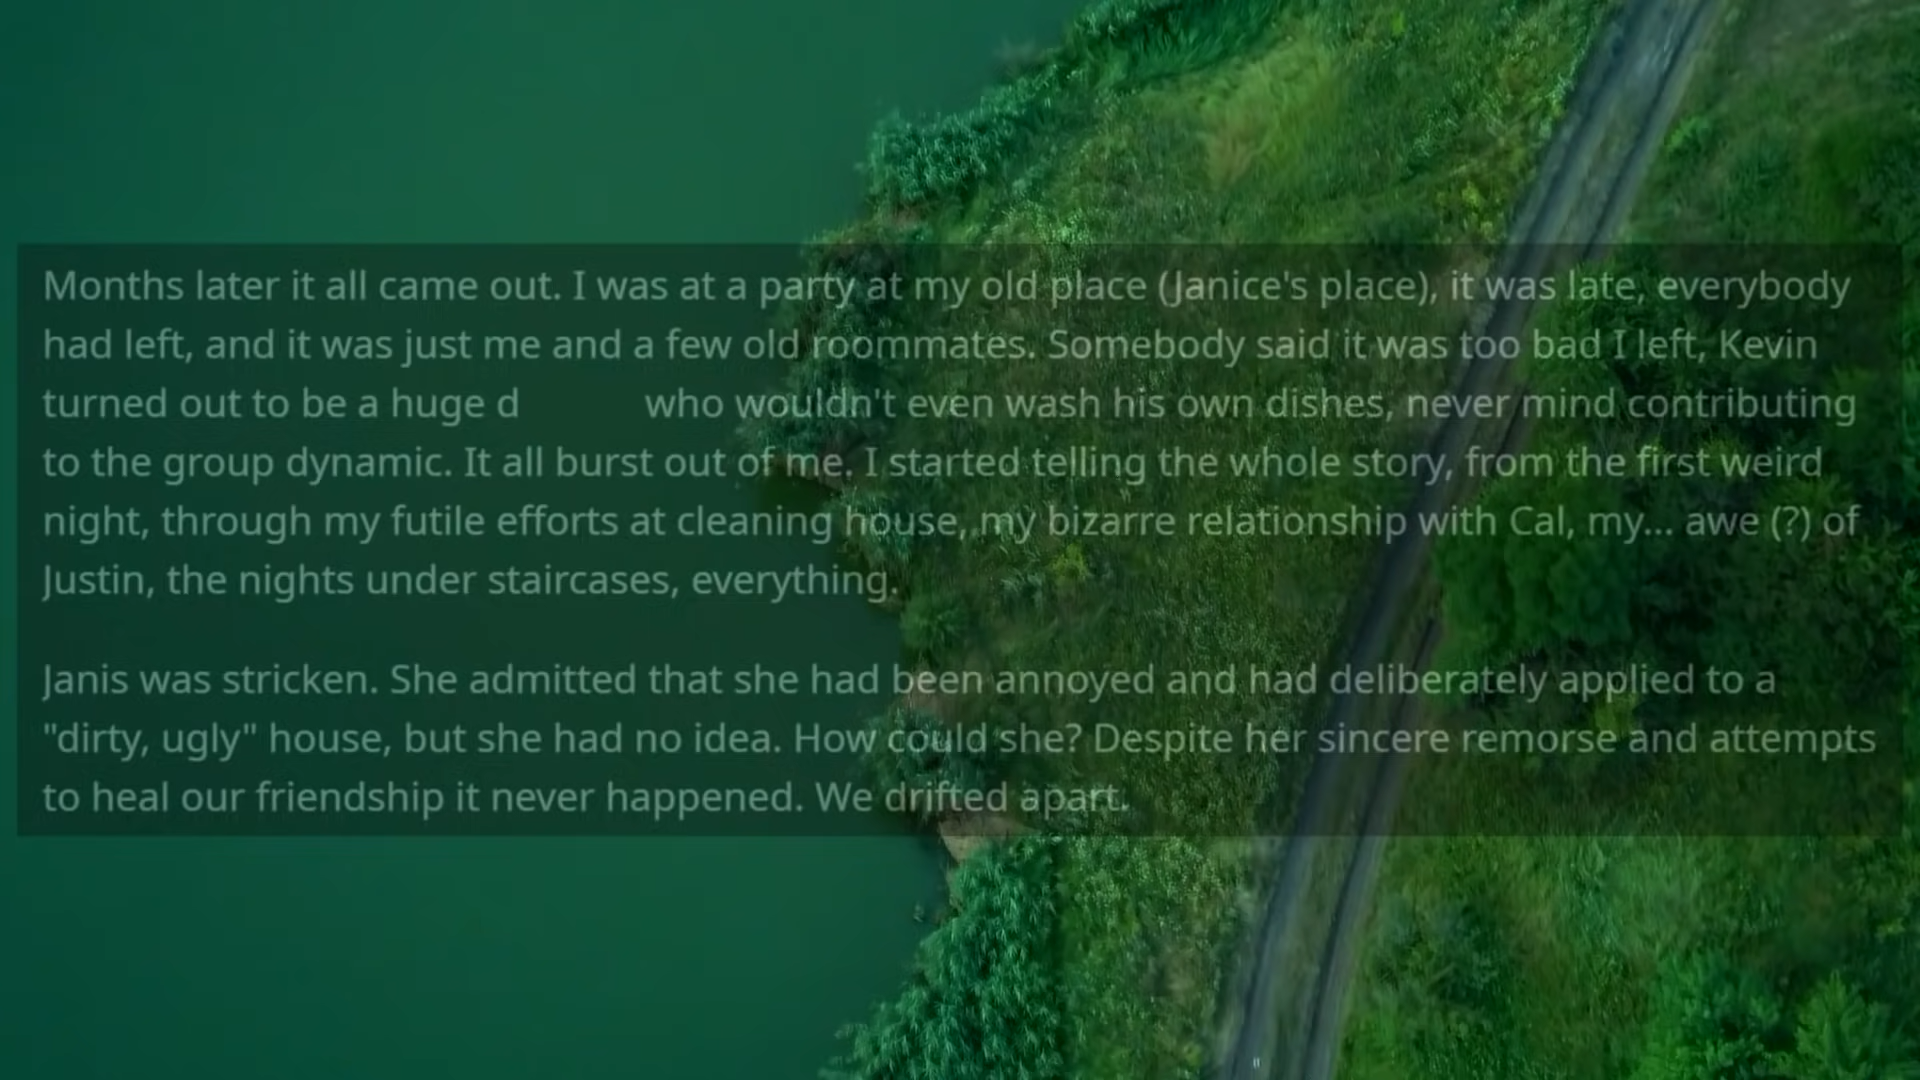 Months later it all came out. I was at a party at my old place (Janice's place), it was late, everybody
had left, and it was just me and a few old roommates. Somebody said it was too bad I left, Kevin
turned out to be a huge d who wouldn't even wash his own dishes, never mind contributing
to the group dynamic. It all burst out of me. I started telling the whole story, from the first weird
night, through my futile efforts at cleaning house, my bizarre relationship with Cal, my... awe (?) of
Justin, the nights under staircases, everything.
Janis was stricken. She admitted that she had been annoyed and had deliberately applied to a
"dirty, ugly" house, but she had no idea. How could she? Despite her sincere remorse and attempts
to heal our friendship it never happened. We drifted apart.